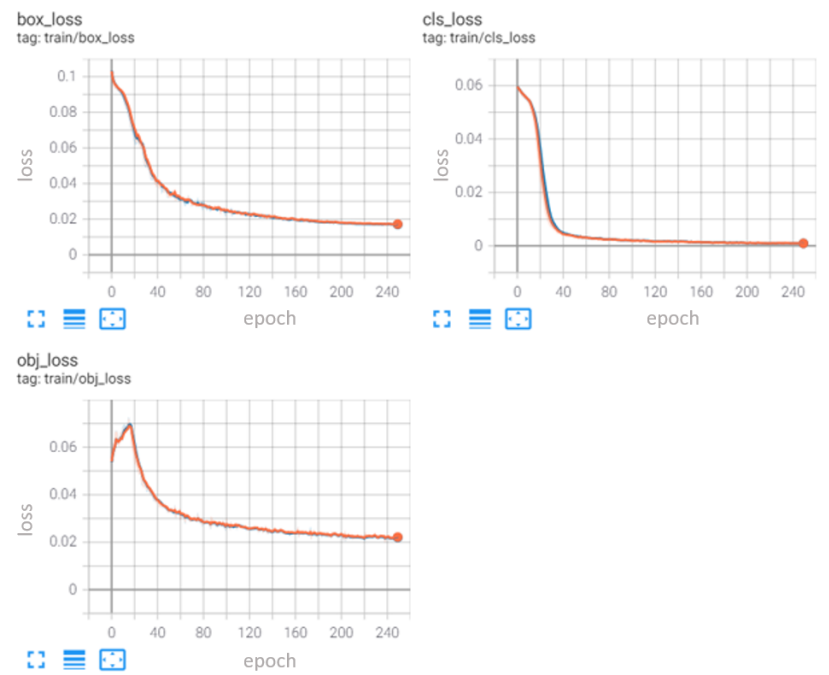 box_loss
tag: train/box_loss
0.1
0.08
0.06
0.04
0.02
0
loss
0 40 80 120 160 200 240
epoch
cls_loss
tag: train/cls_loss
0.06
0.04
0.02
0
loss
0 40 80 120 160 200 240
epoch
obj_loss
tag: train/obj_loss
0.06
0.04
0.02
0
loss
0 40 80 120 160 200 240
epoch